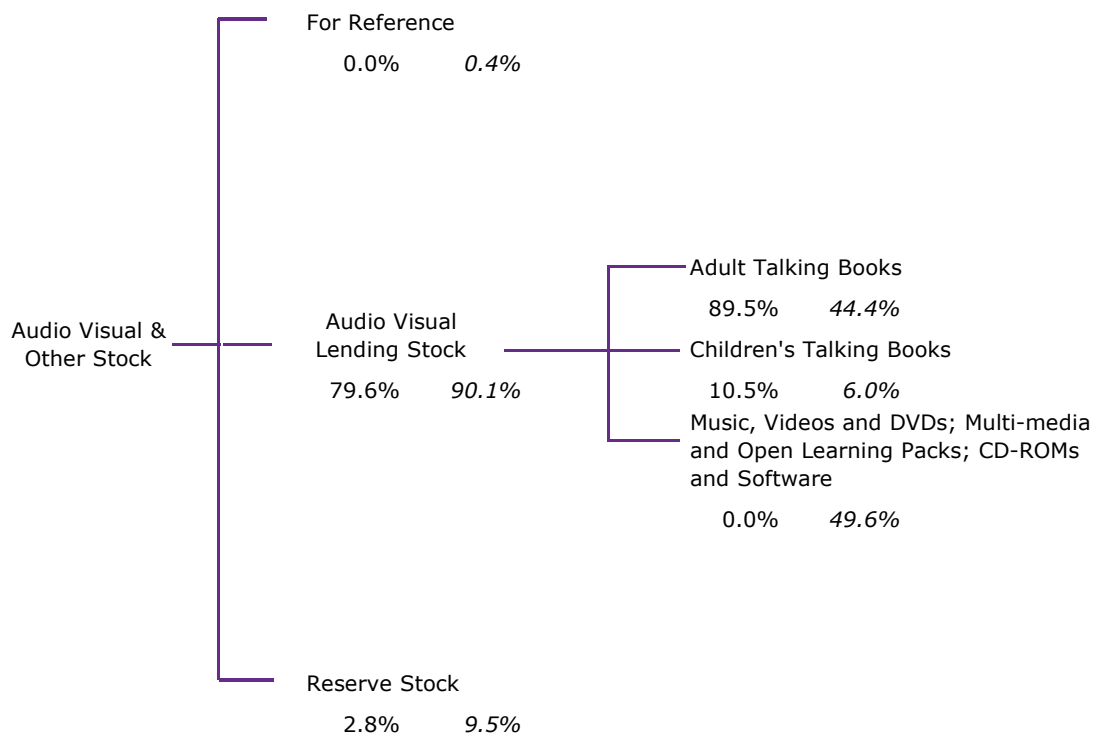 For Reference
0.0% 0.4%
Audio Visual &
Other Stock
Audio Visual
Lending Stock
79.6% 90.1%
Adult Talking Books
89.5% 44.4%
Children's Talking Books
10.5% 6.0%
Music, Videos and DVDs; Multi-media
and Open Learning Packs; CD-ROMs
and Software
0.0% 49.6%
Reserve Stock
2.8% 9.5%